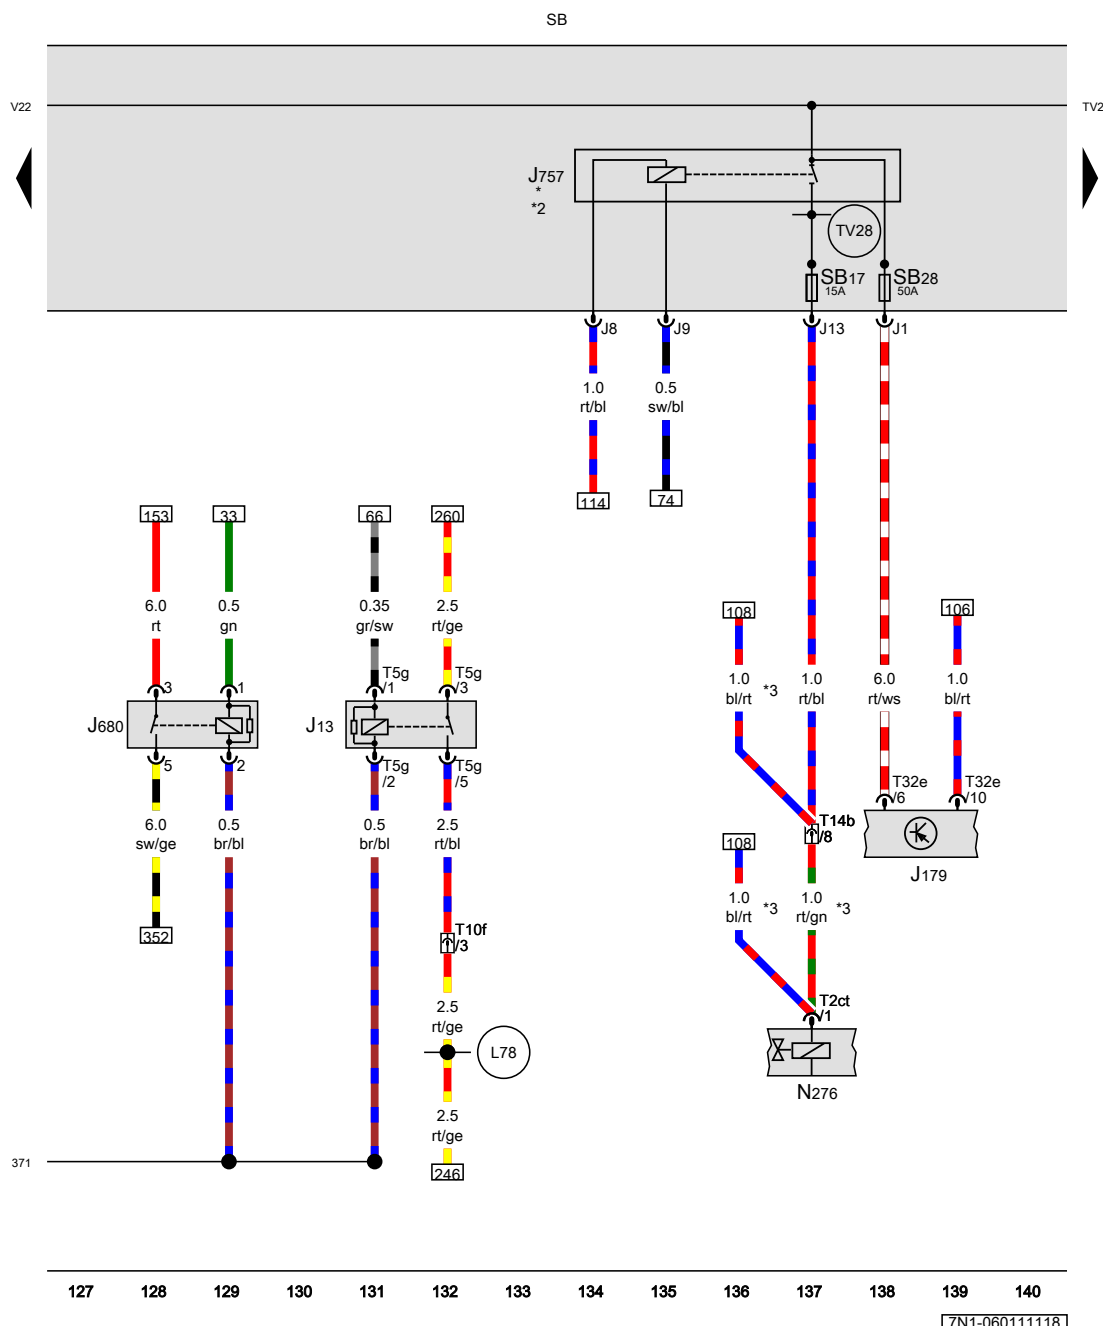 SB
V22
TV2
J757
*
*2
TV28
SB17
15A
SB28
50A
J8
J9
J13
J1
1.0
rt/bl
0.5
sw/bl
114
74
153
33
66
260
6.0
rt
0.5
gn
0.35
gr/sw
2.5
rt/ge
108
106
1.0
bl/rt
*3
1.0
rt/bl
6.0
rt/ws
1.0
bl/rt
3
1
T5g
/1
T5g
/3
J680
J13
5
2
T5g
/2
T5g
/5
T32e
/6
T32e
/10
6.0
sw/ge
0.5
br/bl
0.5
br/bl
2.5
rt/bl
T14b
/8
108
J179
1.0
bl/rt
*3
1.0
rt/gn
*3
352
T10f
/3
2.5
rt/ge
T2ct
/1
L78
N276
2.5
rt/ge
371
246
127 128 129 130 131 132 133 134 135 136 137 138 139 140
7N1-060111118